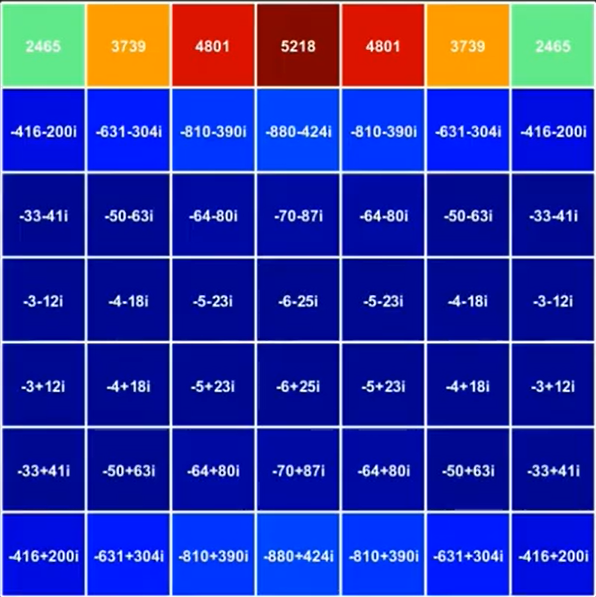 2465 3739 4801 5218 4801 3739 2465
-416-200i -631-304i -810-390i -880-424i -810-390i -631-304i -416-200i
-33-41i -50-63i -64-80i -70-87i -64-80i -50-63i -33-41i
-3-12i -4-18i -5-23i -6-25i -5-23i -4-18i -3-12i
-3+12i -4+18i -5+23i -6+25i -5+23i -4+18i -3+12i
-33+41i -50+63i -64+80i -70+87i -64+80i -50+63i -33+41i
-416+200i -631+304i -810+390i -880+424i -810+390i -631+304i -416+200i